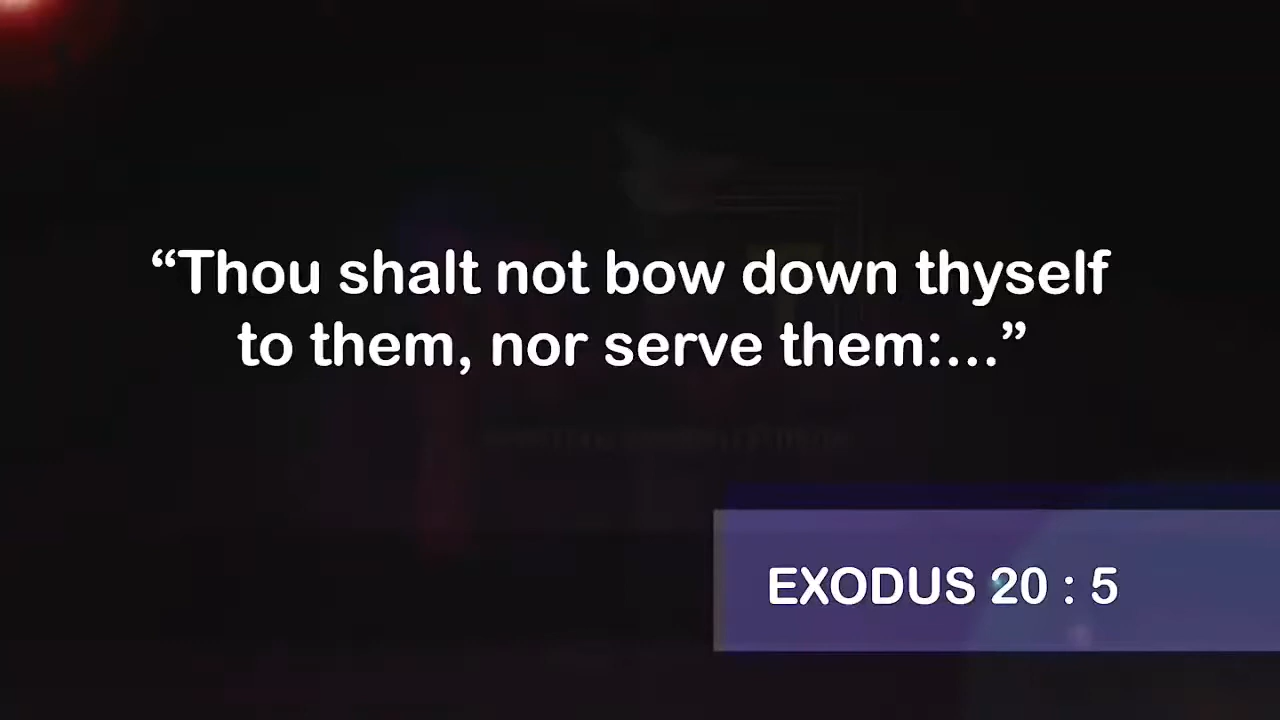 “Thou shalt not bow down thyself
to them, nor serve them:...”
EXODUS 20 : 5